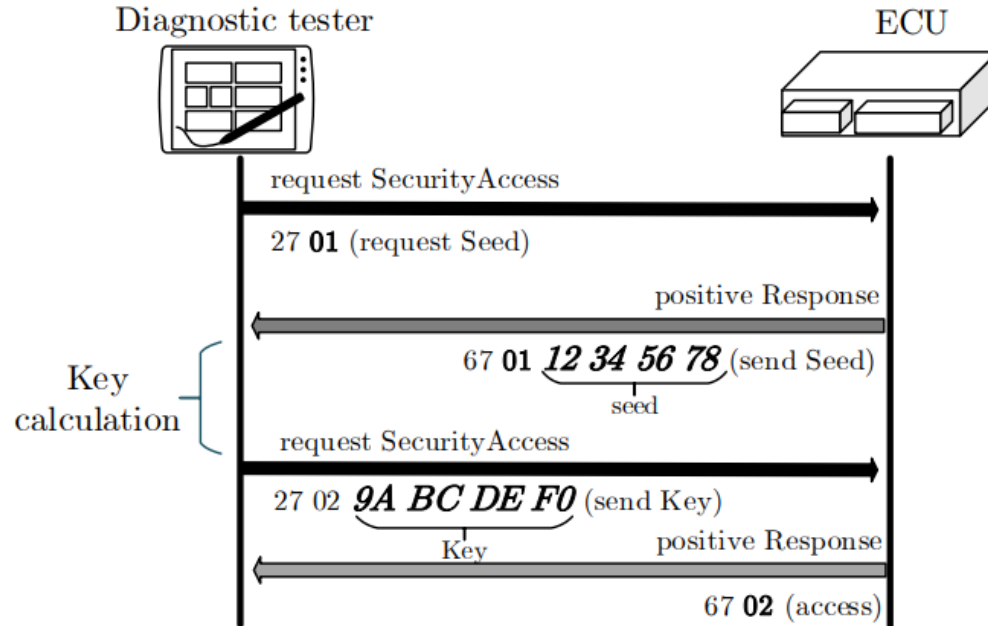 Diagnostic tester
ECU
request SecurityAccess
27 01 (request Seed)
positive Response
67 01 12 34 56 78 (send Seed)
seed
Key
calculation
request SecurityAccess
27 02 9A BC DE F0 (send Key)
Key
positive Response
67 02 (access)